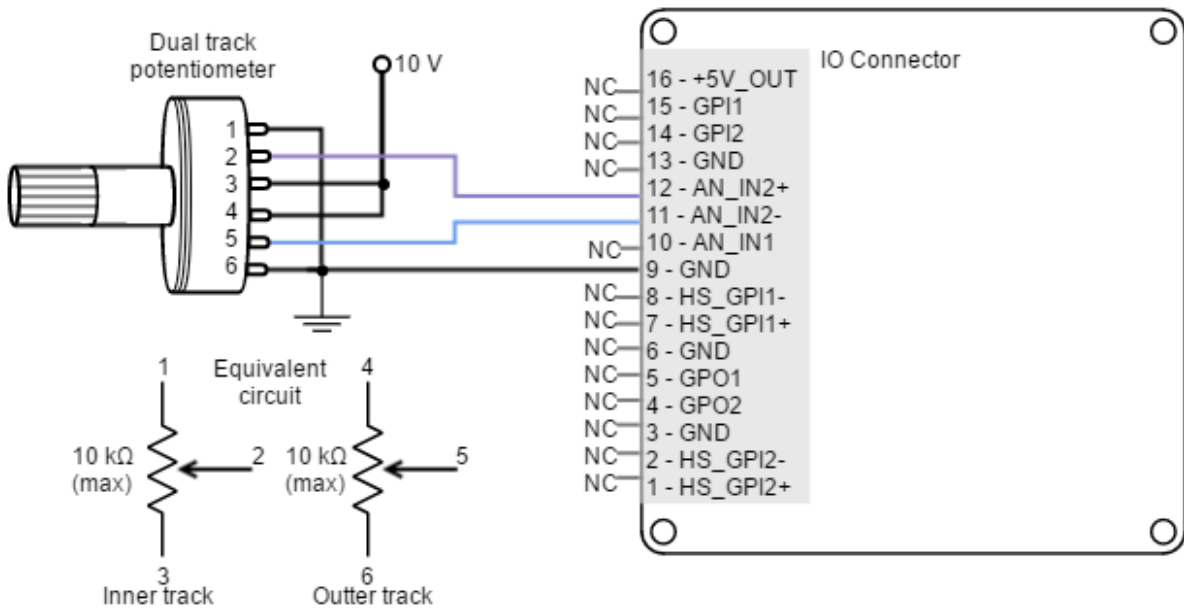 Dual track
potentiometer
10 V
1
2
3
4
5
6
IO Connector
NC 16 - +5V_OUT
NC 15 - GPI1
NC 14 - GPI2
NC 13 - GND
12 - AN_IN2+
11 - AN_IN2-
NC 10 - AN_IN1
9 - GND
NC 8 - HS_GPI1-
NC 7 - HS_GPI1+
NC 6 - GND
NC 5 - GPO1
NC 4 - GPO2
NC 3 - GND
NC 2 - HS_GPI2-
NC 1 - HS_GPI2+
Equivalent
circuit
1
10 kΩ
(max)
2
3
Inner track
4
10 kΩ
(max)
5
6
Outter track